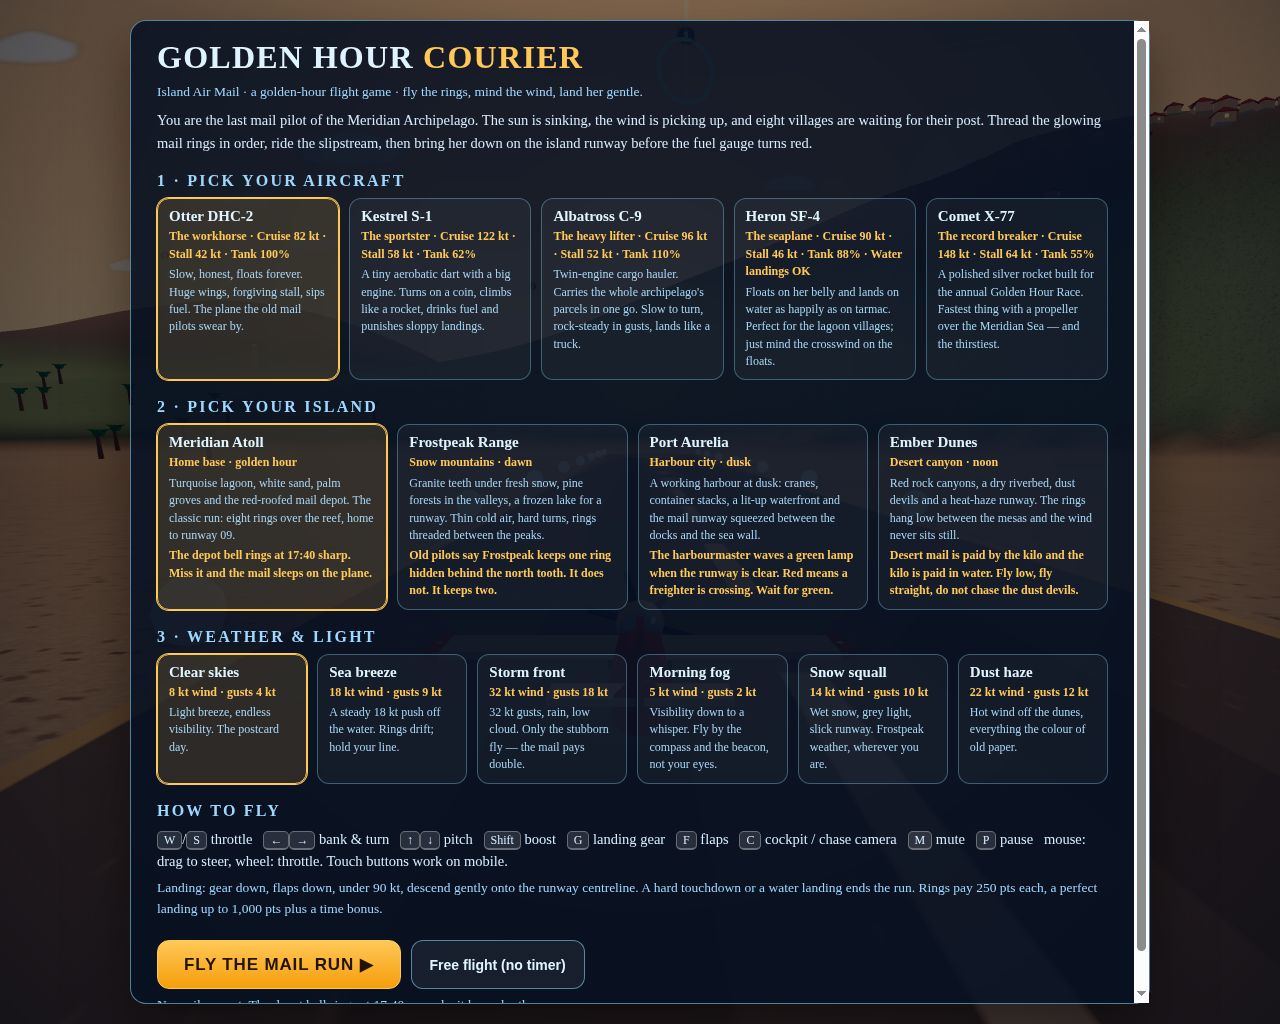 GOLDEN HOUR COURIER
Island Air Mail · a golden-hour flight game · fly the rings, mind the wind, land her gentle.
You are the last mail pilot of the Meridian Archipelago. The sun is sinking, the wind is picking up, and eight villages are waiting for their post. Thread the glowing
mail rings in order, ride the slipstream, then bring her down on the island runway before the fuel gauge turns red.
1 · PICK YOUR AIRCRAFT
Otter DHC-2
The workhorse · Cruise 82 kt ·
Stall 42 kt · Tank 100%
Slow, honest, floats forever.
Huge wings, forgiving stall, sips
fuel. The plane the old mail
pilots swear by.
Kestrel S-1
The sportster · Cruise 122 kt ·
Stall 58 kt · Tank 62%
A tiny aerobatic dart with a big
engine. Turns on a coin, climbs
like a rocket, drinks fuel and
punishes sloppy landings.
Albatross C-9
The heavy lifter · Cruise 96 kt
· Stall 52 kt · Tank 110%
Twin-engine cargo hauler.
Carries the whole archipelago's
parcels in one go. Slow to turn,
rock-steady in gusts, lands like a
truck.
Heron SF-4
The seaplane · Cruise 90 kt ·
Stall 46 kt · Tank 88% · Water
landings OK
Floats on her belly and lands on
water as happily as on tarmac.
Perfect for the lagoon villages;
just mind the crosswind on the
floats.
Comet X-77
The record breaker · Cruise
148 kt · Stall 64 kt · Tank 55%
A polished silver rocket built for
the annual Golden Hour Race.
Fastest thing with a propeller
over the Meridian Sea — and
the thirstiest.
2 · PICK YOUR ISLAND
Meridian Atoll
Home base · golden hour
Turquoise lagoon, white sand, palm
groves and the red-roofed mail depot. The
classic run: eight rings over the reef, home
to runway 09.
The depot bell rings at 17:40 sharp.
Miss it and the mail sleeps on the plane.
Frostpeak Range
Snow mountains · dawn
Granite teeth under fresh snow, pine
forests in the valleys, a frozen lake for a
runway. Thin cold air, hard turns, rings
threaded between the peaks.
Old pilots say Frostpeak keeps one ring
hidden behind the north tooth. It does
not. It keeps two.
Port Aurelia
Harbour city · dusk
A working harbour at dusk: cranes,
container stacks, a lit-up waterfront and
the mail runway squeezed between the
docks and the sea wall.
The harbourmaster waves a green lamp
when the runway is clear. Red means a
freighter is crossing. Wait for green.
Ember Dunes
Desert canyon · noon
Red rock canyons, a dry riverbed, dust
devils and a heat-haze runway. The rings
hang low between the mesas and the wind
never sits still.
Desert mail is paid by the kilo and the
kilo is paid in water. Fly low, fly
straight, do not chase the dust devils.
3 · WEATHER & LIGHT
Clear skies
8 kt wind · gusts 4 kt
Light breeze, endless
visibility. The postcard
day.
Sea breeze
18 kt wind · gusts 9 kt
A steady 18 kt push off
the water. Rings drift;
hold your line.
Storm front
32 kt wind · gusts 18 kt
32 kt gusts, rain, low
cloud. Only the stubborn
fly — the mail pays
double.
Morning fog
5 kt wind · gusts 2 kt
Visibility down to a
whisper. Fly by the
compass and the beacon,
not your eyes.
Snow squall
14 kt wind · gusts 10 kt
Wet snow, grey light,
slick runway. Frostpeak
weather, wherever you
are.
Dust haze
22 kt wind · gusts 12 kt
Hot wind off the dunes,
everything the colour of
old paper.
HOW TO FLY
W/S throttle ← → bank & turn ↑ ↓ pitch Shift boost G landing gear F flaps C cockpit / chase camera M mute P pause mouse:
drag to steer, wheel: throttle. Touch buttons work on mobile.
Landing: gear down, flaps down, under 90 kt, descend gently onto the runway centreline. A hard touchdown or a water landing ends the run. Rings pay 250 pts each, a perfect
landing up to 1,000 pts plus a time bonus.
FLY THE MAIL RUN ▶
Free flight (no timer)